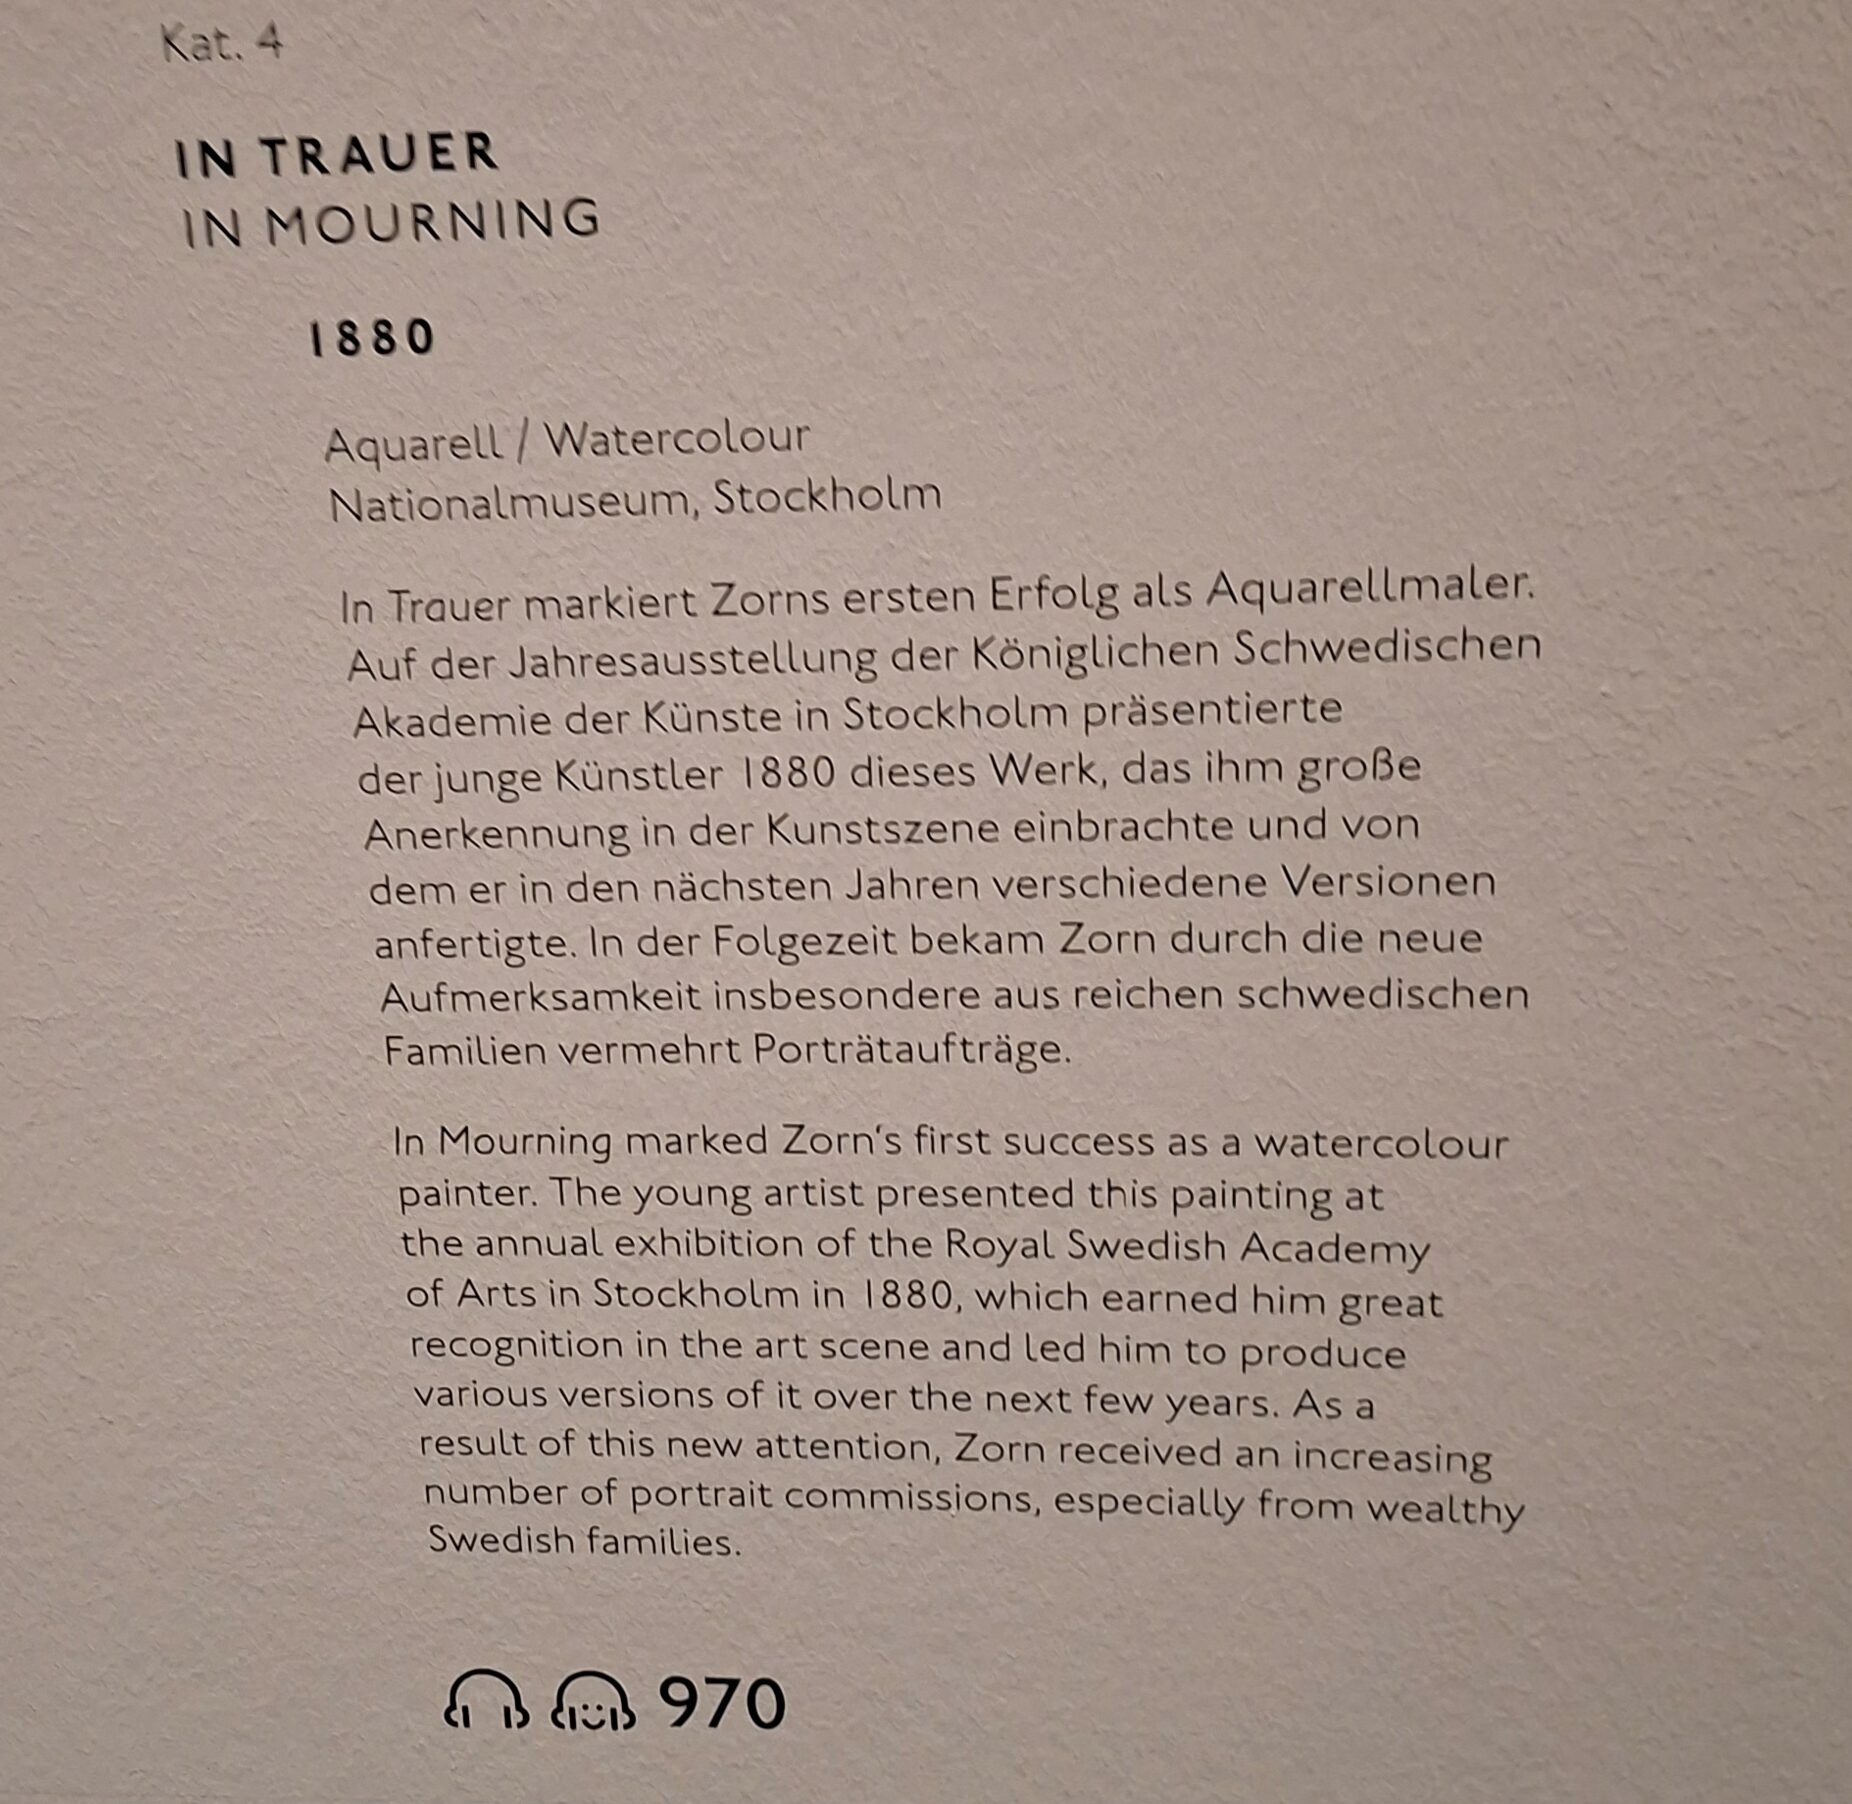 Kat. 4
IN TRAUER
IN MOURNING
1880
Aquarell / Watercolour
Nationalmuseum, Stockholm
In Trauer markiert Zorns ersten Erfolg als Aquarellmaler.
Auf der Jahresausstellung der Königlichen Schwedischen
Akademie der Künste in Stockholm präsentierte
der junge Künstler 1880 dieses Werk, das ihm große
Anerkennung in der Kunstszene einbrachte und von
dem er in den nächsten Jahren verschiedene Versionen
anfertigte. In der Folgezeit bekam Zorn durch die neue
Aufmerksamkeit insbesondere aus reichen schwedischen
Familien vermehrt Porträtaufträge.
In Mourning marked Zorn‘s first success as a watercolour
painter. The young artist presented this painting at
the annual exhibition of the Royal Swedish Academy
of Arts in Stockholm in 1880, which earned him great
recognition in the art scene and led him to produce
various versions of it over the next few years. As a
result of this new attention, Zorn received an increasing
number of portrait commissions, especially from wealthy
Swedish families.
970